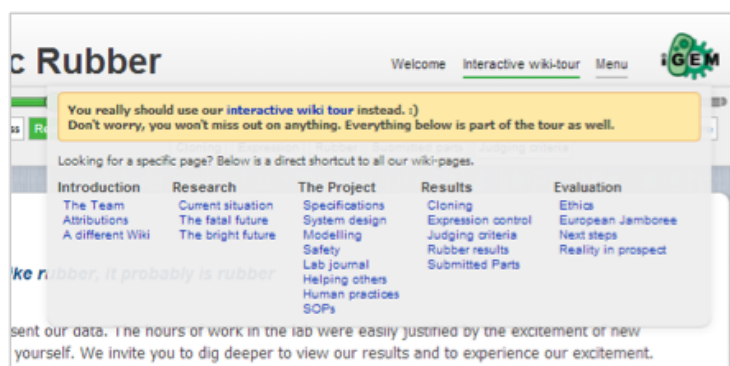 c Rubber
Welcome Interactive wiki-tour Menu
iGEM
You really should use our interactive wiki tour instead. :)
Don't worry, you won't miss out on anything. Everything below is part of the tour as well.
Looking for a specific page? Below is a direct shortcut to all our wiki-pages.
Introduction
The Team
Attributions
A different Wiki
Research
Current situation
The fatal future
The bright future
The Project
Specifications
System design
Modelling
Safety
Lab journal
Helping others
Human practices
SOPs
Results
Cloning
Expression control
Judging criteria
Rubber results
Submitted Parts
Evaluation
Ethics
European Jamboree
Next steps
Reality in prospect
ike rubber, it probably is rubber
sent our data. The hours of work in the lab were easily justified by the excitement of new
yourself. We invite you to dig deeper to view our results and to experience our excitement.